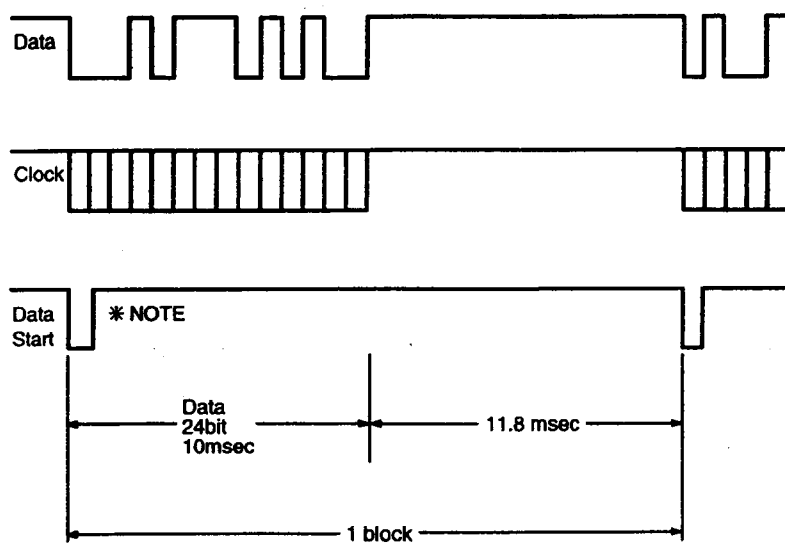 Data
Clock
Data
Start
※ NOTE
Data
24bit
10msec
11.8 msec
1 block